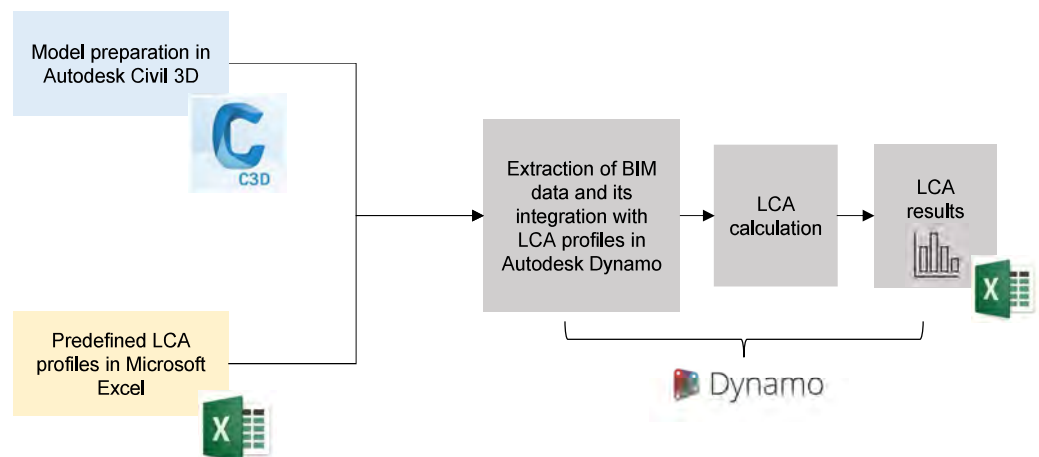 Model preparation in
Autodesk Civil 3D
C3D
Extraction of BIM
data and its
integration with
LCA profiles in
Autodesk Dynamo
LCA
calculation
LCA
results
X
Predefined LCA
profiles in Microsoft
Excel
X
Dynamo